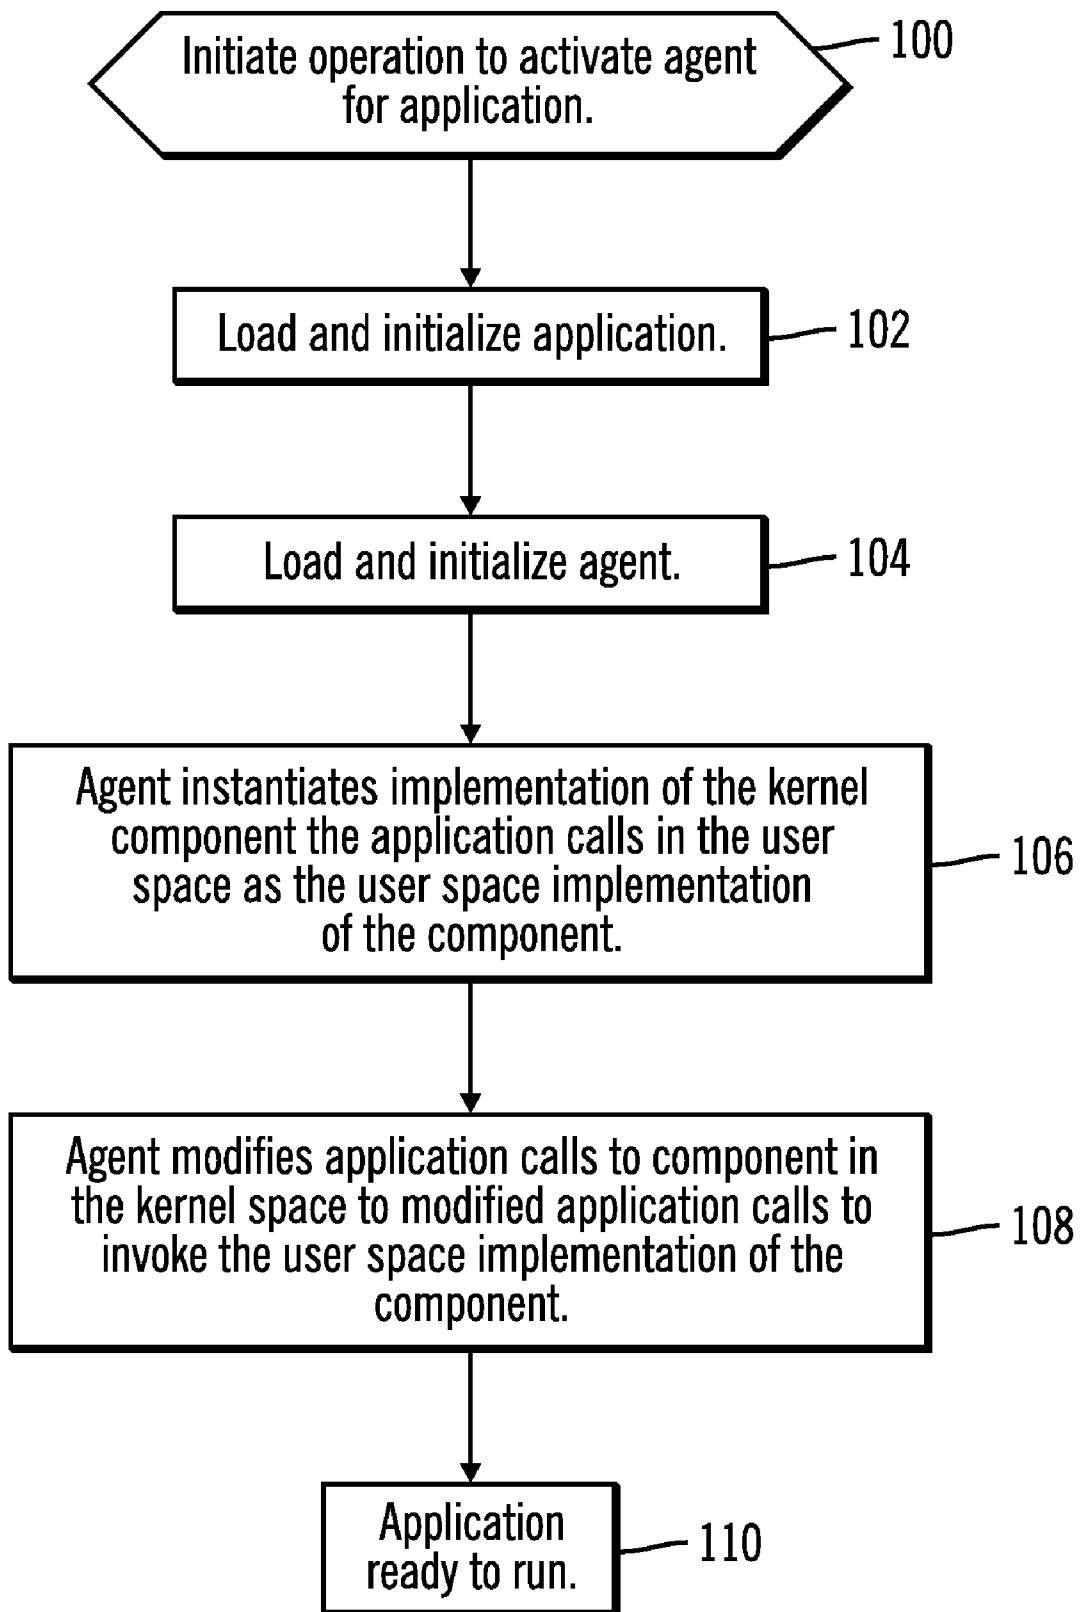 Initiate operation to activate agent
for application.
100
Load and initialize application.
102
Load and initialize agent.
104
Agent instantiates implementation of the kernel
component the application calls in the user
space as the user space implementation
of the component.
106
Agent modifies application calls to component in
the kernel space to modified application calls to
invoke the user space implementation of the
component.
108
Application
ready to run.
110